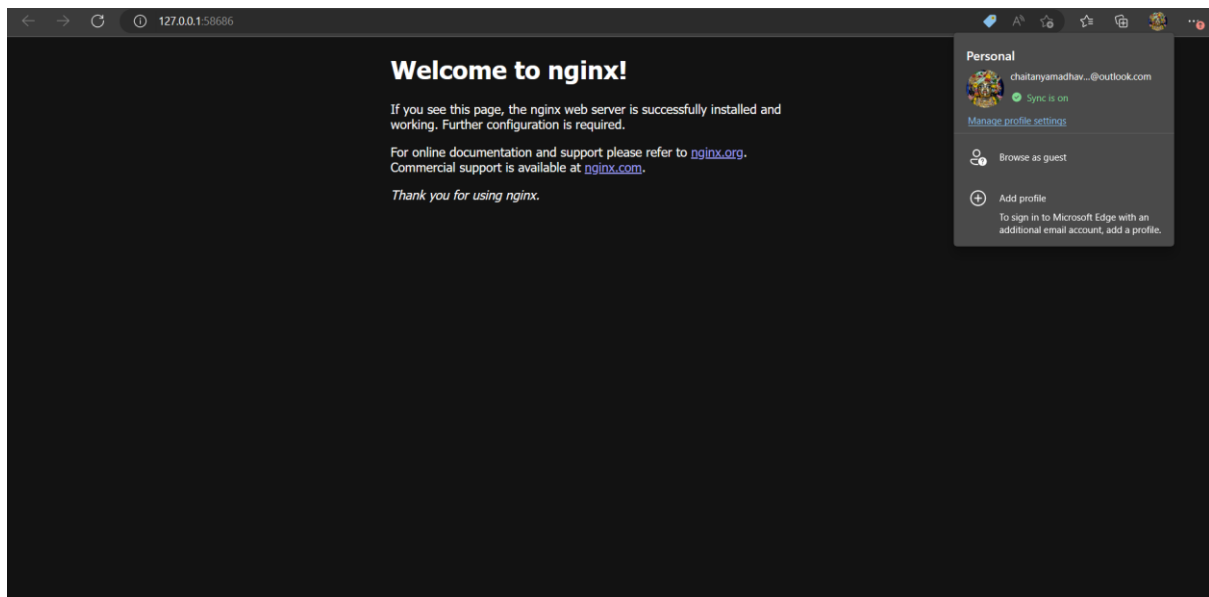 127.0.0.1:58686
Welcome to nginx!
If you see this page, the nginx web server is successfully installed and
working. Further configuration is required.
For online documentation and support please refer to nginx.org.
Commercial support is available at nginx.com.
Thank you for using nginx.
Personal
chaitanyamadhav...@outlook.com
Sync is on
Manage profile settings
Browse as guest
Add profile
To sign in to Microsoft Edge with an
additional email account, add a profile.